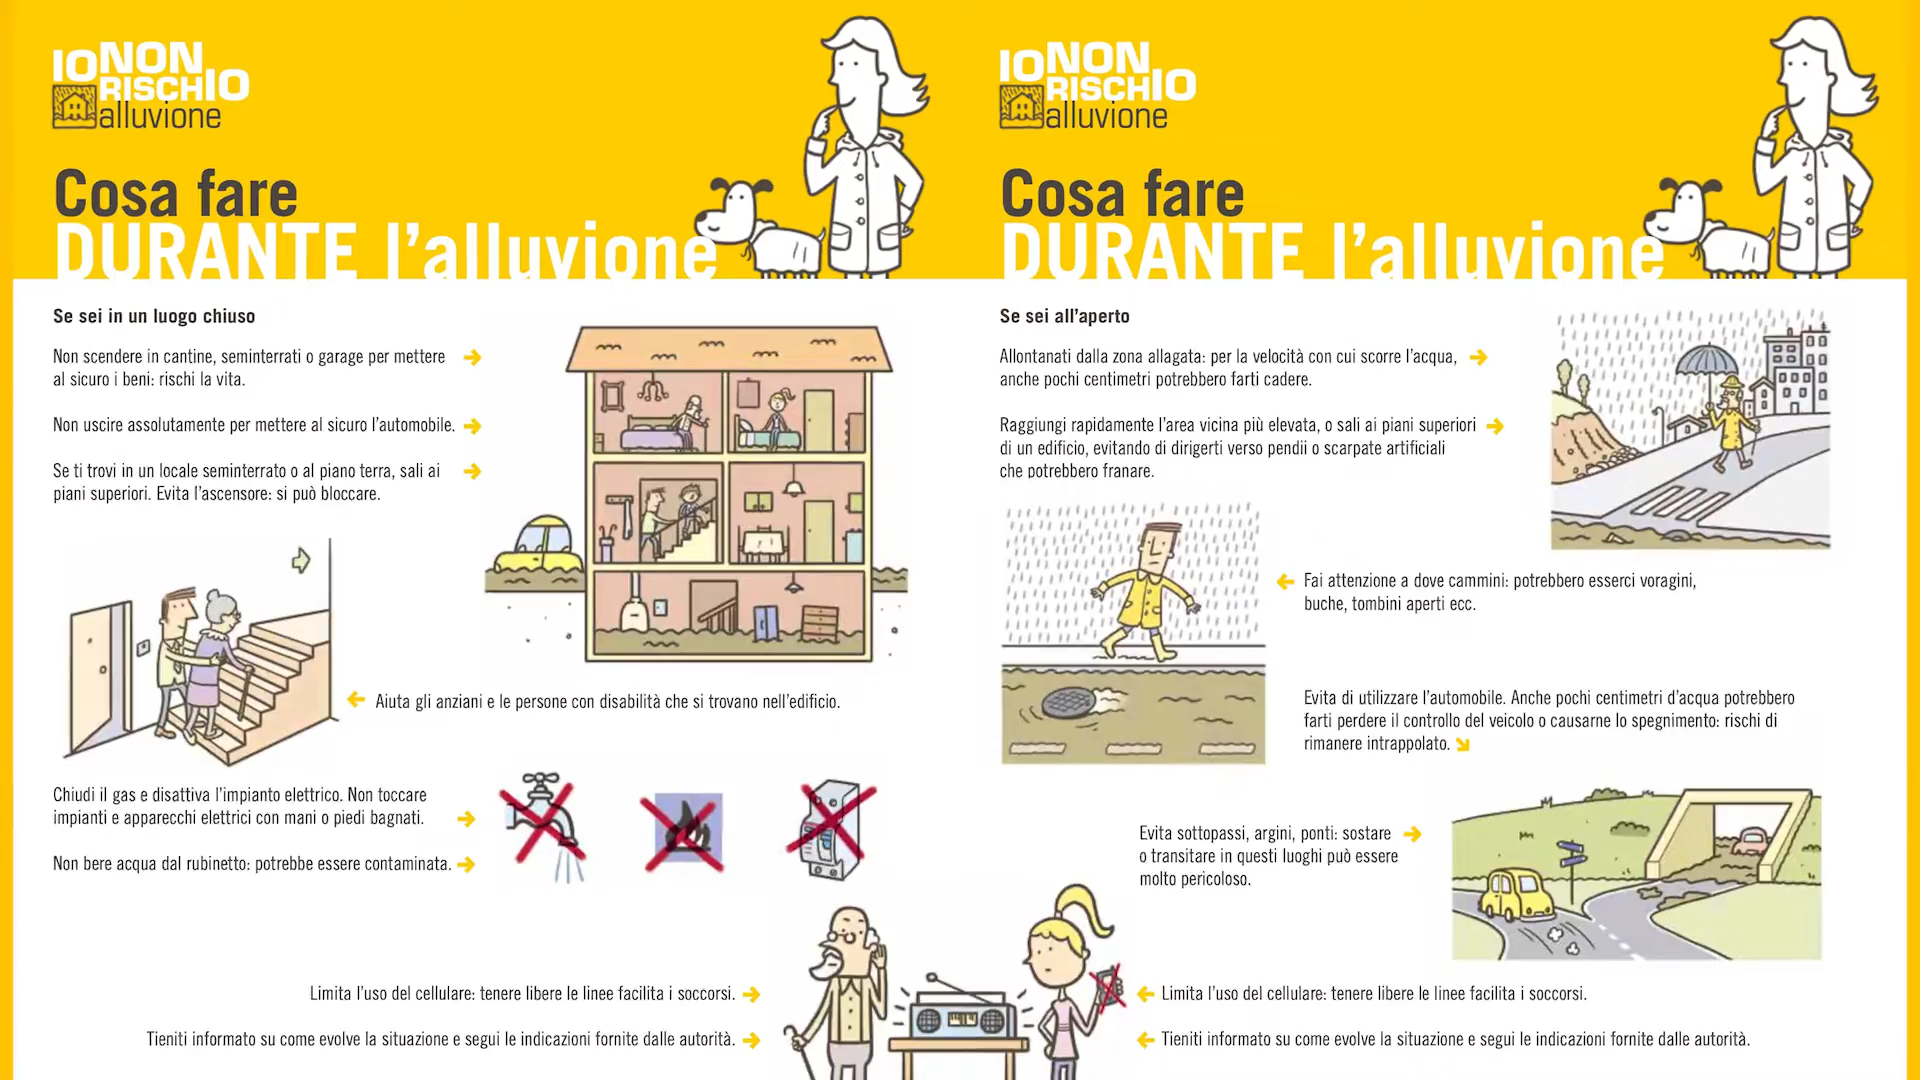 IO NON
RISCHIO
alluvione
Cosa fare
DURANTE l'alluvione
Se sei in un luogo chiuso
Non scendere in cantine, seminterrati o garage per mettere
al sicuro i beni: rischi la vita.
Non uscire assolutamente per mettere al sicuro l'automobile.
Se ti trovi in un locale seminterrato o al piano terra, sali ai
piani superiori. Evita l'ascensore: si può bloccare.
Aiuta gli anziani e le persone con disabilità che si trovano nell'edificio.
Chiudi il gas e disattiva l'impianto elettrico. Non toccare
impianti e apparecchi elettrici con mani o piedi bagnati.
Non bere acqua dal rubinetto: potrebbe essere contaminata.
Limita l'uso del cellulare: tenere libere le linee facilita i soccorsi.
Tieniti informato su come evolve la situazione e segui le indicazioni fornite dalle autorità.
IO NON
RISCHIO
alluvione
Cosa fare
DURANTE l'alluvione
Se sei all'aperto
Allontanati dalla zona allagata: per la velocità con cui scorre l'acqua,
anche pochi centimetri potrebbero farti cadere.
Raggiungi rapidamente l'area vicina più elevata, o sali ai piani superiori
di un edificio, evitando di dirigerti verso pendii o scarpate artificiali
che potrebbero franare.
Fai attenzione a dove cammini: potrebbero esserci voragini,
buche, tombini aperti ecc.
Evita di utilizzare l'automobile. Anche pochi centimetri d'acqua potrebbero
farti perdere il controllo del veicolo o causarne lo spegnimento: rischi di
rimanere intrappolato.
Evita sottopassi, argini, ponti: sostare
o transitare in questi luoghi può essere
molto pericoloso.
Limita l'uso del cellulare: tenere libere le linee facilita i soccorsi.
Tieniti informato su come evolve la situazione e segui le indicazioni fornite dalle autorità.